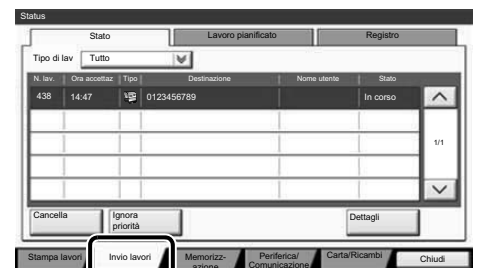 Status
Stato Lavoro pianificato Registro
Tipo di lav Tutto
N. lav. Ora accettaz Tipo Destinazione Nome utente Stato
438 14:47 0123456789 In corso
1/1
Cancella Ignora priorità Dettagli
Stampa lavori Invio lavori Memorizz-azione Periferica/Comunicazione Carta/Ricambi Chiudi